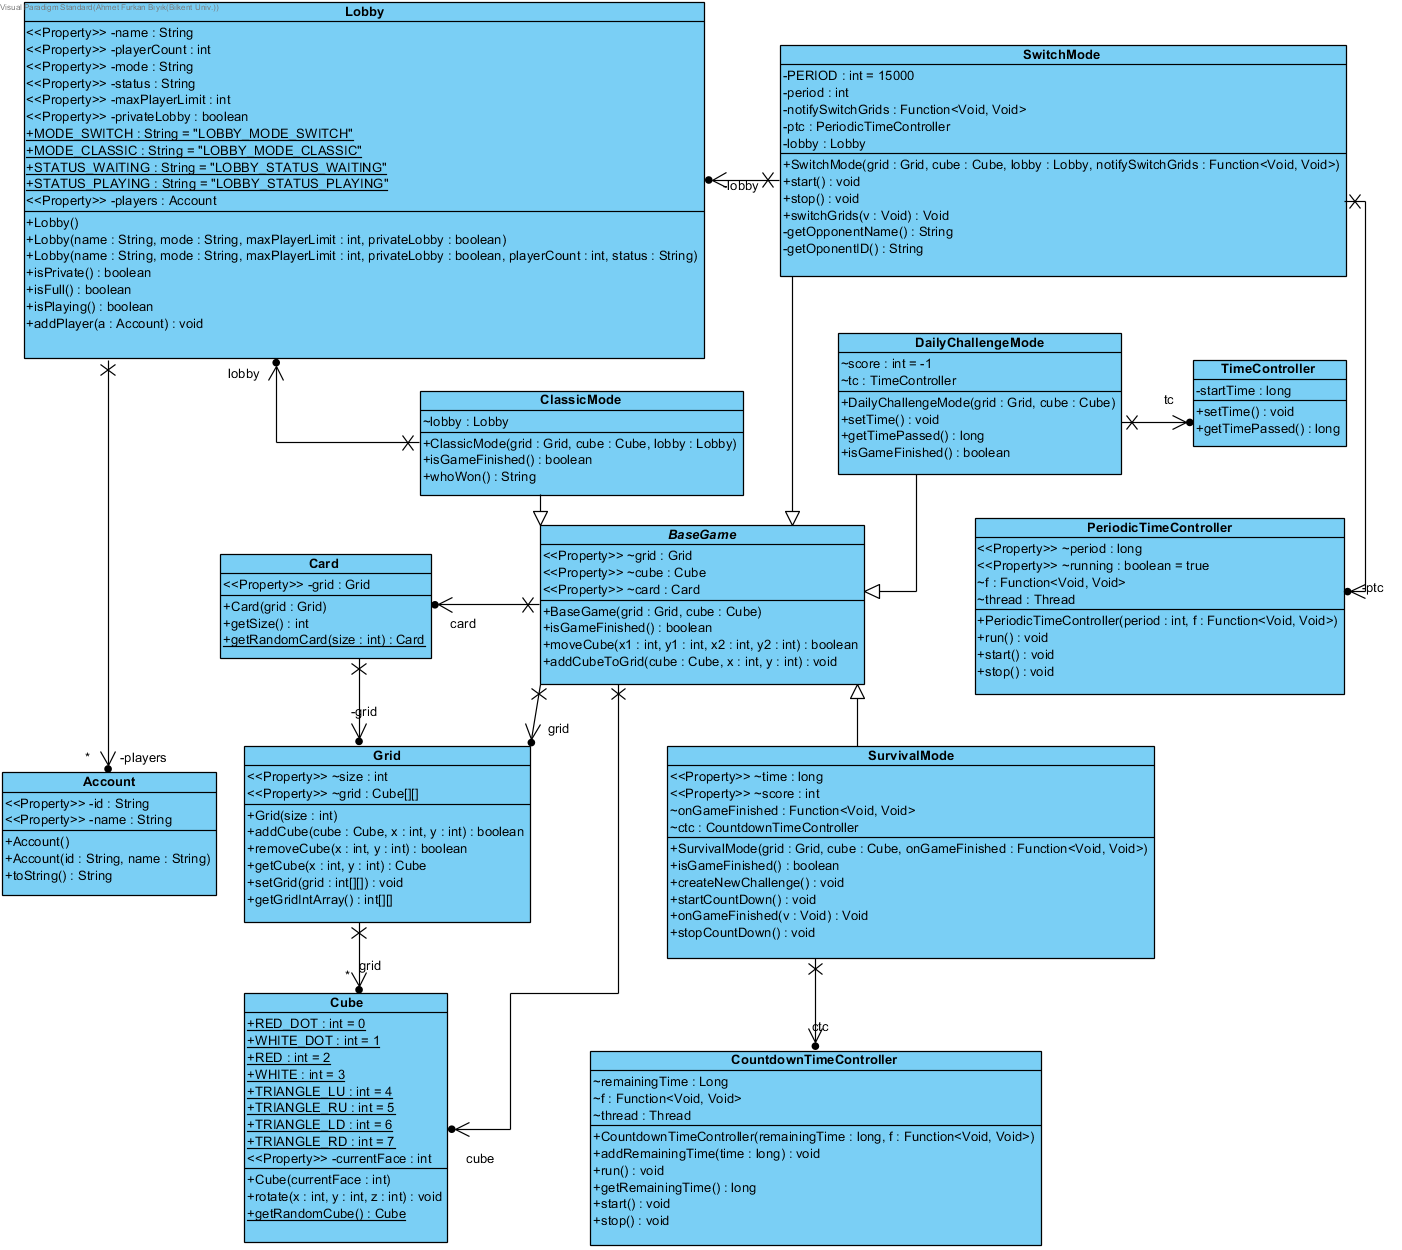 Visual Paradigm Standard(Ahmet Furkan Bıyık(Bilkent Univ.))
Lobby
<<Property>> -name : String
<<Property>> -playerCount : int
<<Property>> -mode : String
<<Property>> -status : String
<<Property>> -maxPlayerLimit : int
<<Property>> -privateLobby : boolean
+MODE_SWITCH : String = "LOBBY_MODE_SWITCH"
+MODE_CLASSIC : String = "LOBBY_MODE_CLASSIC"
+STATUS_WAITING : String = "LOBBY_STATUS_WAITING"
+STATUS_PLAYING : String = "LOBBY_STATUS_PLAYING"
<<Property>> -players : Account
+Lobby()
+Lobby(name : String, mode : String, maxPlayerLimit : int, privateLobby : boolean)
+Lobby(name : String, mode : String, maxPlayerLimit : int, privateLobby : boolean, playerCount : int, status : String)
+isPrivate() : boolean
+isFull() : boolean
+isPlaying() : boolean
+addPlayer(a : Account) : void
SwitchMode
-PERIOD : int = 15000
-period : int
-notifySwitchGrids : Function<Void, Void>
-ptc : PeriodicTimeController
-lobby : Lobby
+SwitchMode(grid : Grid, cube : Cube, lobby : Lobby, notifySwitchGrids : Function<Void, Void>)
+start() : void
+stop() : void
+switchGrids(v : Void) : Void
-getOpponentName() : String
-getOponentID() : String
-lobby
DailyChallengeMode
~score : int = -1
~tc : TimeController
+DailyChallengeMode(grid : Grid, cube : Cube)
+setTime() : void
+getTimePassed() : long
+isGameFinished() : boolean
tc
TimeController
-startTime : long
+setTime() : void
+getTimePassed() : long
lobby
ClassicMode
~lobby : Lobby
+ClassicMode(grid : Grid, cube : Cube, lobby : Lobby)
+isGameFinished() : boolean
+whoWon() : String
PeriodicTimeController
<<Property>> ~period : long
<<Property>> ~running : boolean = true
~f : Function<Void, Void>
~thread : Thread
+PeriodicTimeController(period : int, f : Function<Void, Void>)
+run() : void
+start() : void
+stop() : void
-ptc
BaseGame
<<Property>> ~grid : Grid
<<Property>> ~cube : Cube
<<Property>> ~card : Card
+BaseGame(grid : Grid, cube : Cube)
+isGameFinished() : boolean
+moveCube(x1 : int, y1 : int, x2 : int, y2 : int) : boolean
+addCubeToGrid(cube : Cube, x : int, y : int) : void
Card
<<Property>> -grid : Grid
+Card(grid : Grid)
+getSize() : int
+getRandomCard(size : int) : Card
card
-grid
grid
* -players
Account
<<Property>> -id : String
<<Property>> -name : String
+Account()
+Account(id : String, name : String)
+toString() : String
Grid
<<Property>> ~size : int
<<Property>> ~grid : Cube[][]
+Grid(size : int)
+addCube(cube : Cube, x : int, y : int) : boolean
+removeCube(x : int, y : int) : boolean
+getCube(x : int, y : int) : Cube
+setGrid(grid : int[][]) : void
+getGridIntArray() : int[][]
SurvivalMode
<<Property>> ~time : long
<<Property>> ~score : int
~onGameFinished : Function<Void, Void>
~ctc : CountdownTimeController
+SurvivalMode(grid : Grid, cube : Cube, onGameFinished : Function<Void, Void>)
+isGameFinished() : boolean
+createNewChallenge() : void
+startCountDown() : void
+onGameFinished(v : Void) : Void
+stopCountDown() : void
* grid
Cube
+RED_DOT : int = 0
+WHITE_DOT : int = 1
+RED : int = 2
+WHITE : int = 3
+TRIANGLE_LU : int = 4
+TRIANGLE_RU : int = 5
+TRIANGLE_LD : int = 6
+TRIANGLE_RD : int = 7
<<Property>> -currentFace : int
+Cube(currentFace : int)
+rotate(x : int, y : int, z : int) : void
+getRandomCube() : Cube
cube
ctc
CountdownTimeController
~remainingTime : Long
~f : Function<Void, Void>
~thread : Thread
+CountdownTimeController(remainingTime : long, f : Function<Void, Void>)
+addRemainingTime(time : long) : void
+run() : void
+getRemainingTime() : long
+start() : void
+stop() : void